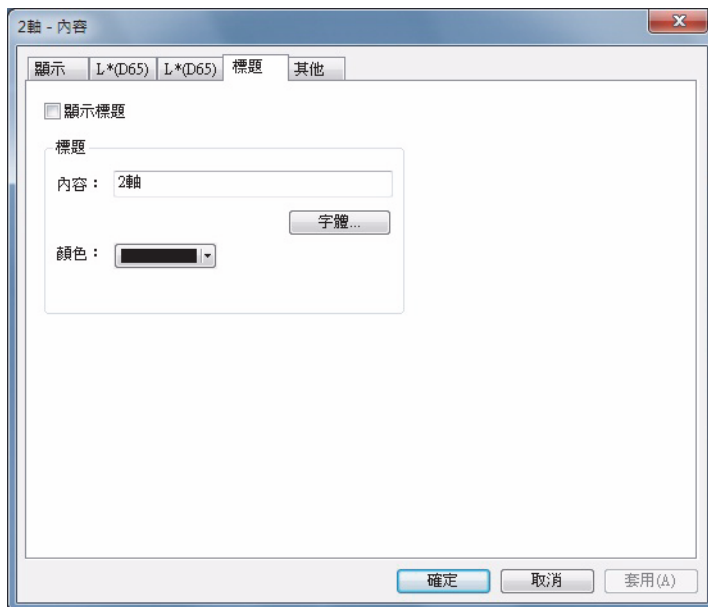 2軸 - 內容
顯示 L*(D65) L*(D65) 標題 其他
顯示標題
標題
內容： 2軸
字體...
顏色：
確定 取消 套用(A)